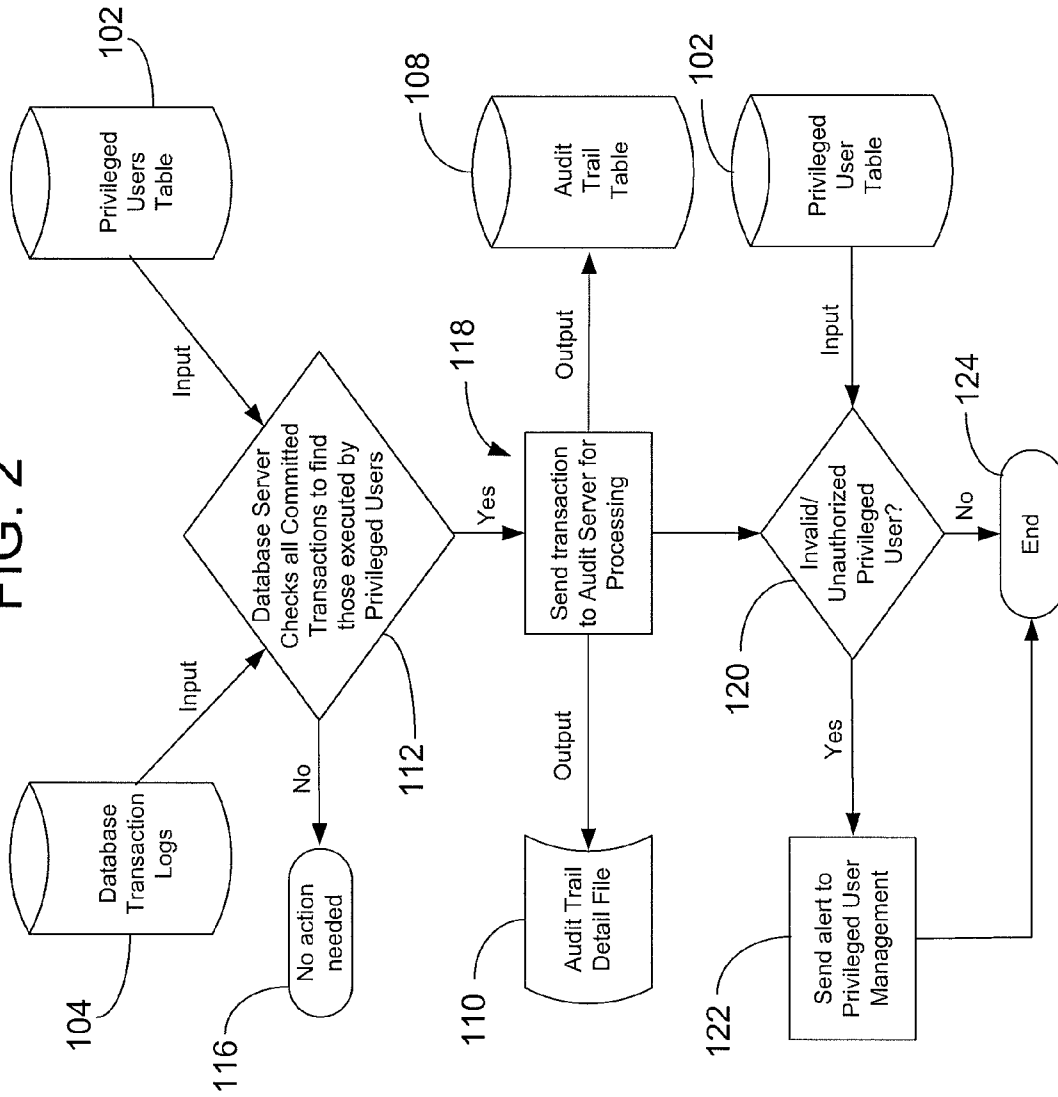 FIG. 2
104
Database
Transaction
Logs
102
Privileged
Users
Table
Input
Input
Database Server
Checks all Committed
Transactions to find
those executed by
Privileged Users
112
No
116
No action
needed
Yes
118
Send transaction
to Audit Server for
Processing
Output
110
Audit Trail
Detail File
Output
108
Audit
Trail
Table
102
Privileged
User
Table
Input
Invalid/
Unauthorized
Privileged
User?
120
Yes
122
Send alert to
Privileged User
Management
No
124
End